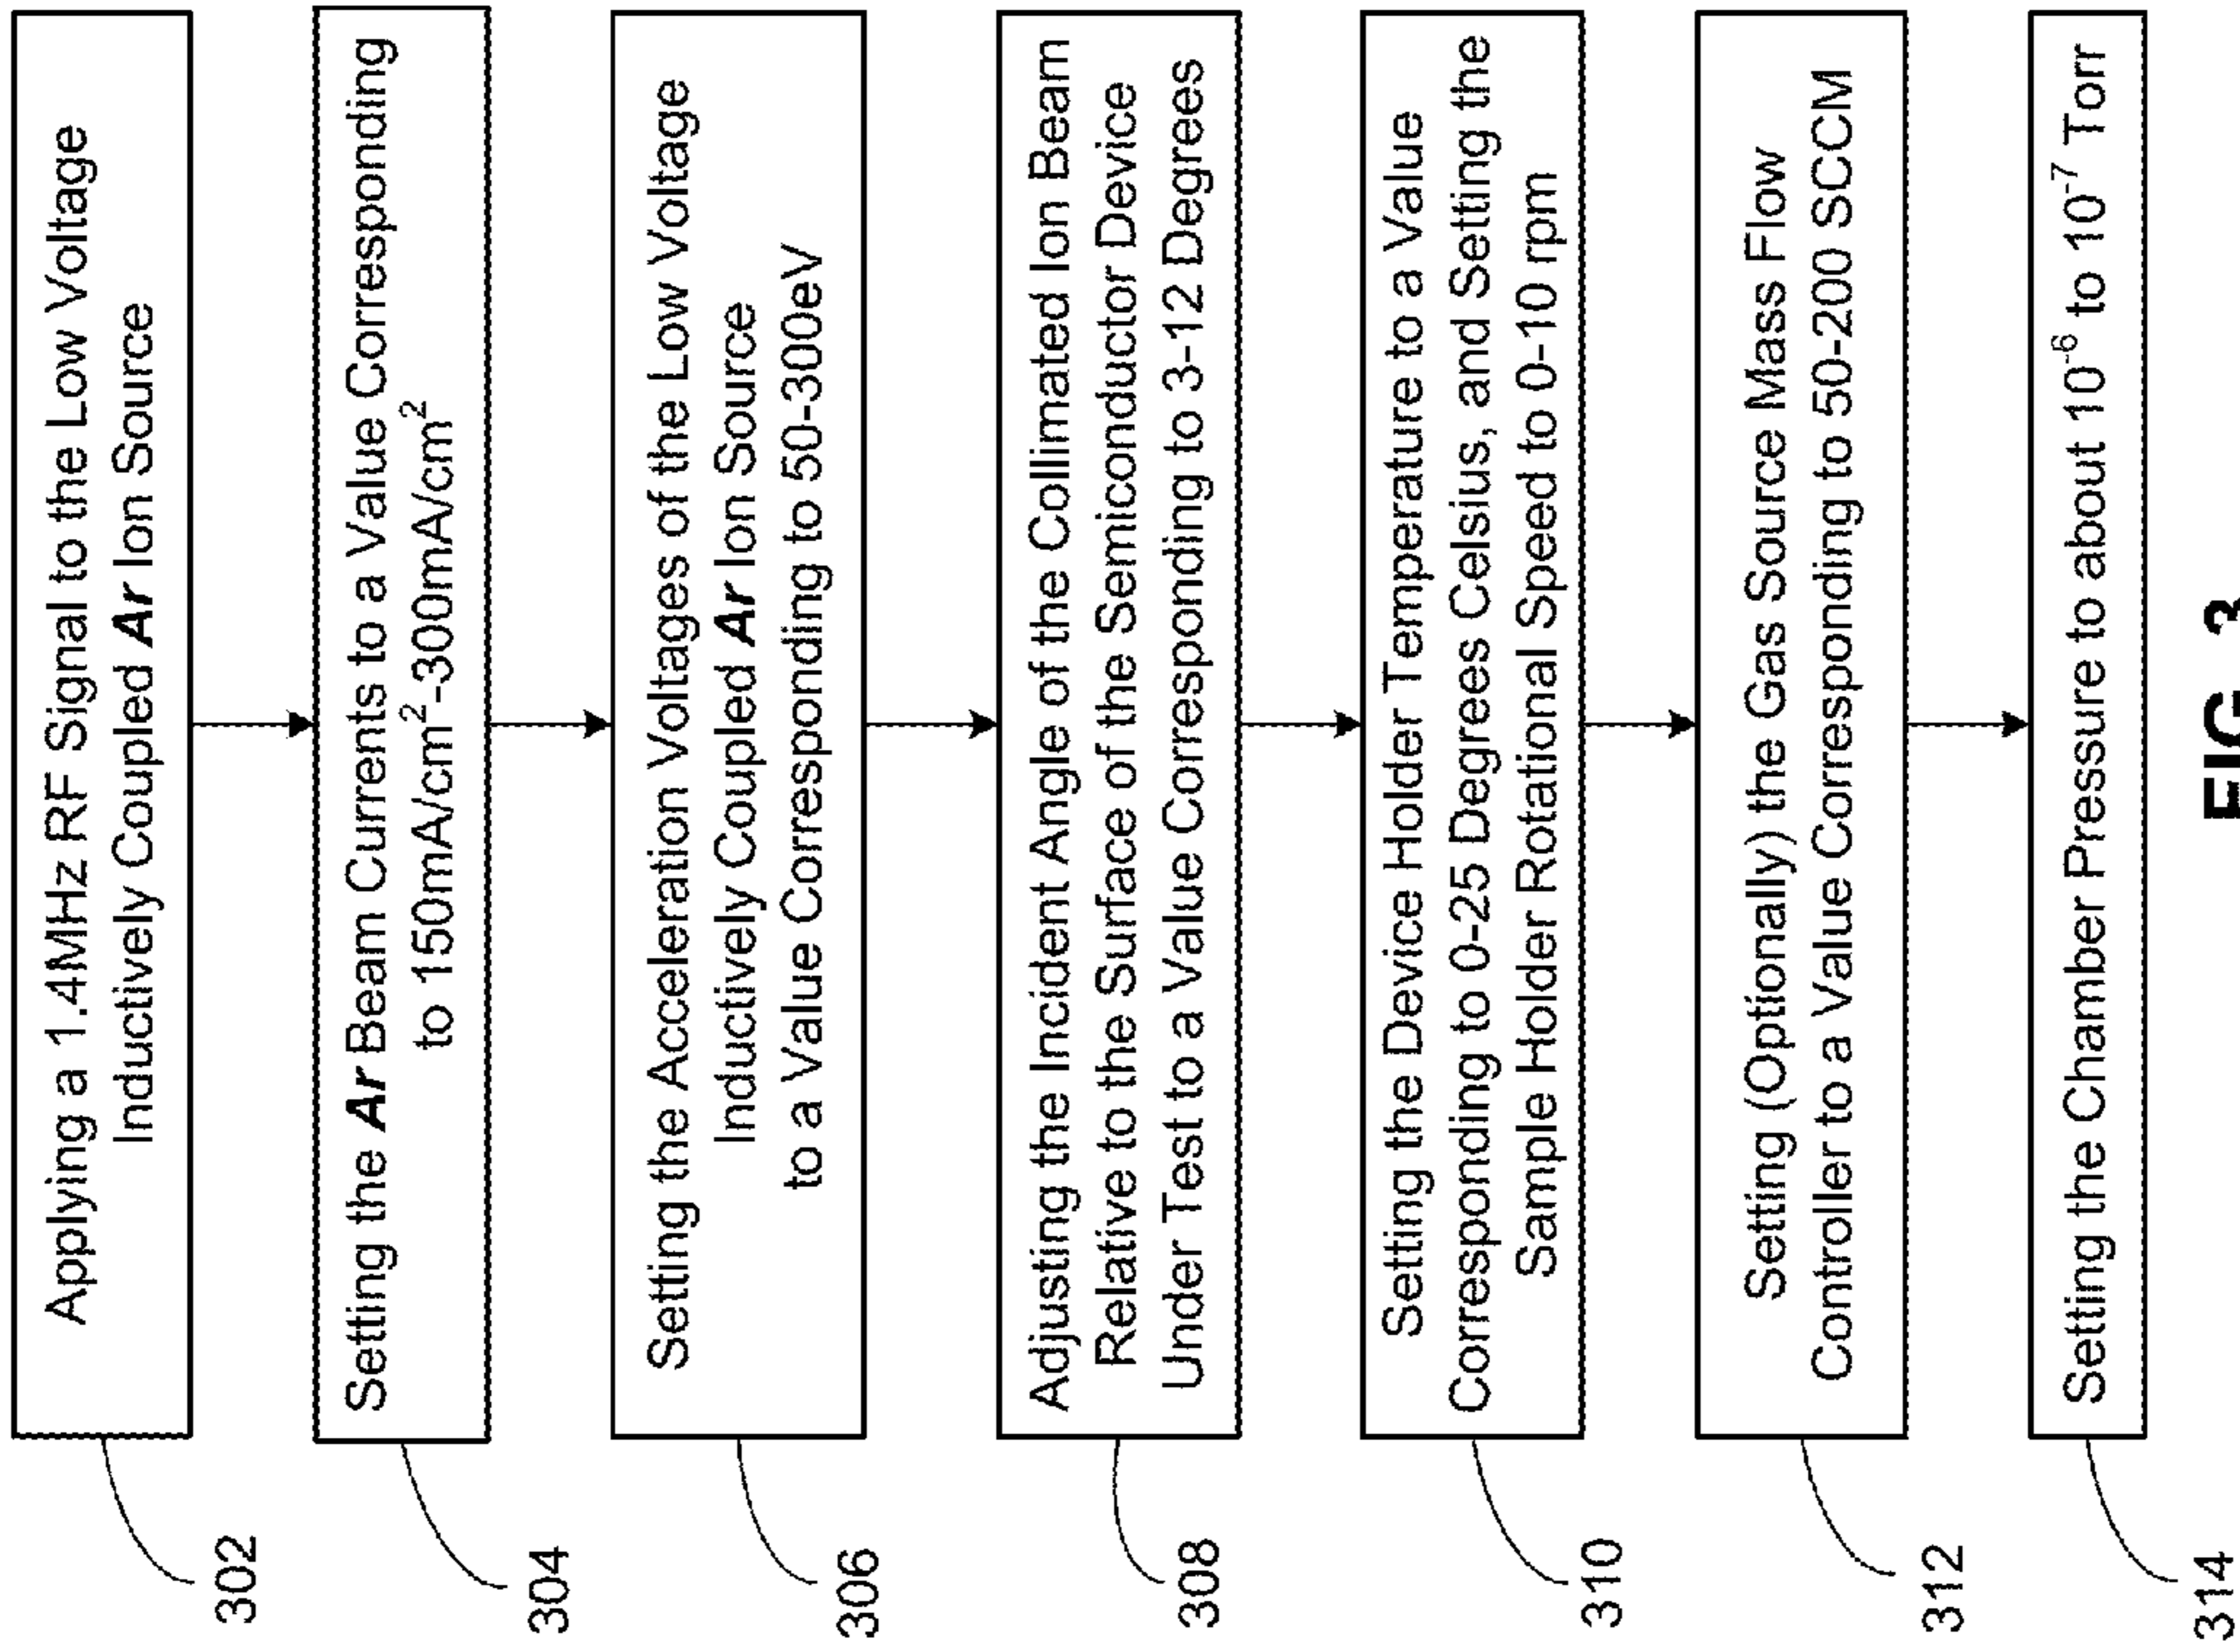 302
Applying a 1.4MHz RF Signal to the Low Voltage
Inductively Coupled Ar Ion Source
304
Setting the Ar Beam Currents to a Value Corresponding
to 150mA/cm²-300mA/cm²
306
Setting the Acceleration Voltages of the Low Voltage
Inductively Coupled Ar Ion Source
to a Value Corresponding to 50-300eV
308
Adjusting the Incident Angle of the Collimated Ion Beam
Relative to the Surface of the Semiconductor Device
Under Test to a Value Corresponding to 3-12 Degrees
310
Setting the Device Holder Temperature to a Value
Corresponding to 0-25 Degrees Celsius, and Setting the
Sample Holder Rotational Speed to 0-10 rpm
312
Setting (Optionally) the Gas Source Mass Flow
Controller to a Value Corresponding to 50-200 SCCM
314
Setting the Chamber Pressure to about 10⁻⁶ to 10⁻⁷ Torr
FIG. 3